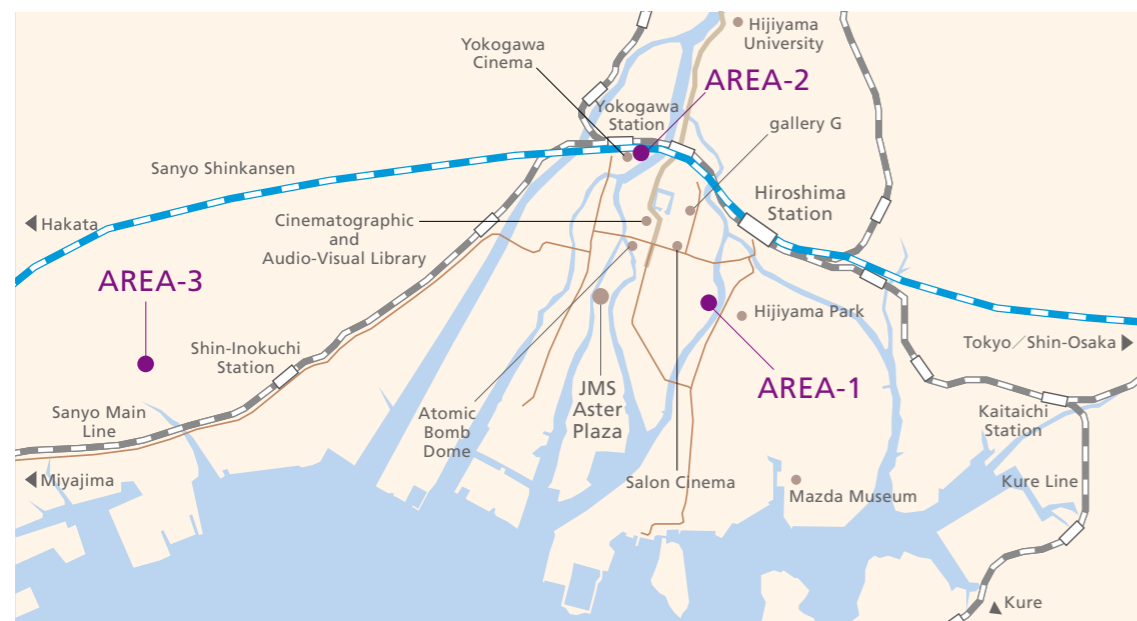 Hijiyama
University
Yokogawa
Cinema
AREA-2
Yokogawa
Station
gallery G
Sanyo Shinkansen
Hiroshima
Station
◀Hakata
Cinematographic
and
Audio-Visual Library
AREA-3
Hijiyama Park
Tokyo／Shin-Osaka▶
Shin-Inokuchi
Station
AREA-1
JMS
Aster
Plaza
Sanyo Main
Line
Atomic
Bomb
Dome
Kaitaichi
Station
◀Miyajima
Salon Cinema
Mazda Museum
Kure Line
▲Kure